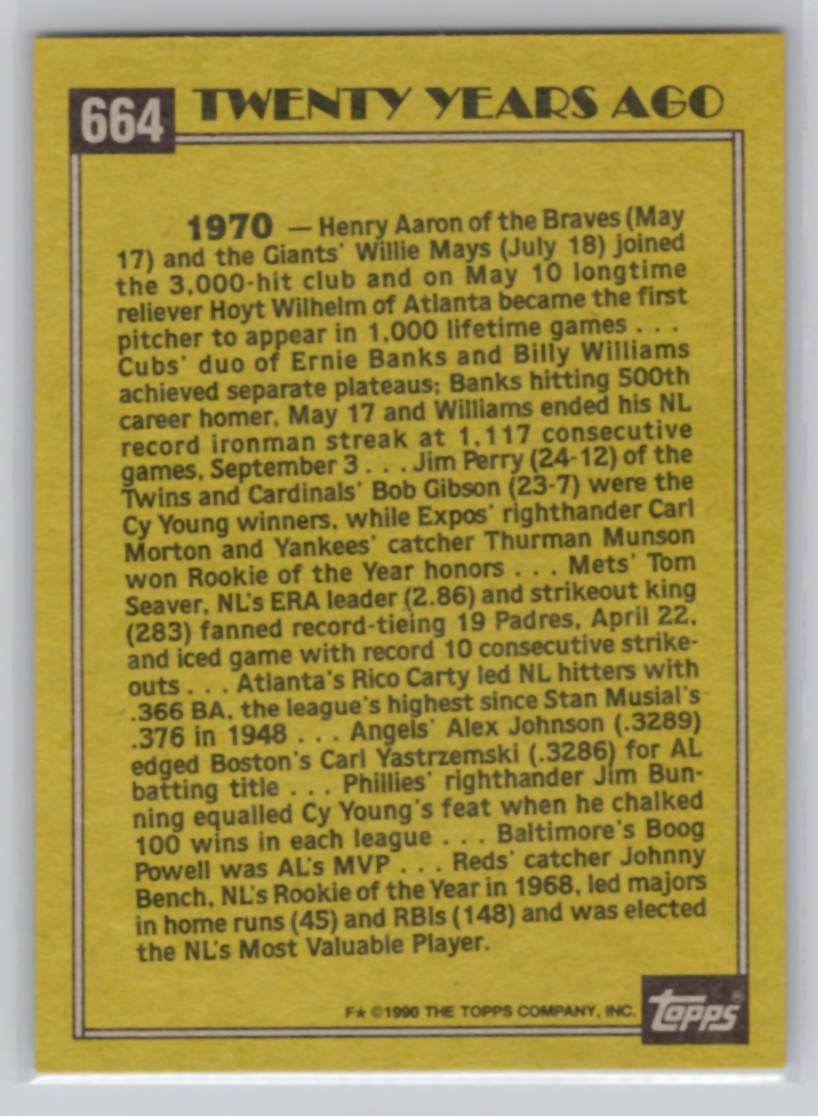 664 TWENTY YEARS AGO
1970 — Henry Aaron of the Braves (May
17) and the Giants' Willie Mays (July 18) joined
the 3,000-hit club and on May 10 longtime
reliever Hoyt Wilhelm of Atlanta became the first
pitcher to appear in 1,000 lifetime games . . .
Cubs' duo of Ernie Banks and Billy Williams
achieved separate plateaus; Banks hitting 500th
career homer, May 17 and Williams ended his NL
record ironman streak at 1,117 consecutive
games, September 3 . . . Jim Perry (24-12) of the
Twins and Cardinals' Bob Gibson (23-7) were the
Cy Young winners, while Expos' righthander Carl
Morton and Yankees' catcher Thurman Munson
won Rookie of the Year honors . . . Mets' Tom
Seaver, NL's ERA leader (2.86) and strikeout king
(283) fanned record-tieing 19 Padres, April 22,
and iced game with record 10 consecutive strike-
outs . . . Atlanta's Rico Carty led NL hitters with
.366 BA, the league's highest since Stan Musial's
.376 in 1948 . . . Angels' Alex Johnson (.3289)
edged Boston's Carl Yastrzemski (.3286) for AL
batting title . . . Phillies' righthander Jim Bun-
ning equalled Cy Young's feat when he chalked
100 wins in each league . . . Baltimore's Boog
Powell was AL's MVP . . . Reds' catcher Johnny
Bench, NL's Rookie of the Year in 1968, led majors
in home runs (45) and RBIs (148) and was elected
the NL's Most Valuable Player.
F★ ©1990 THE TOPPS COMPANY, INC. topps®